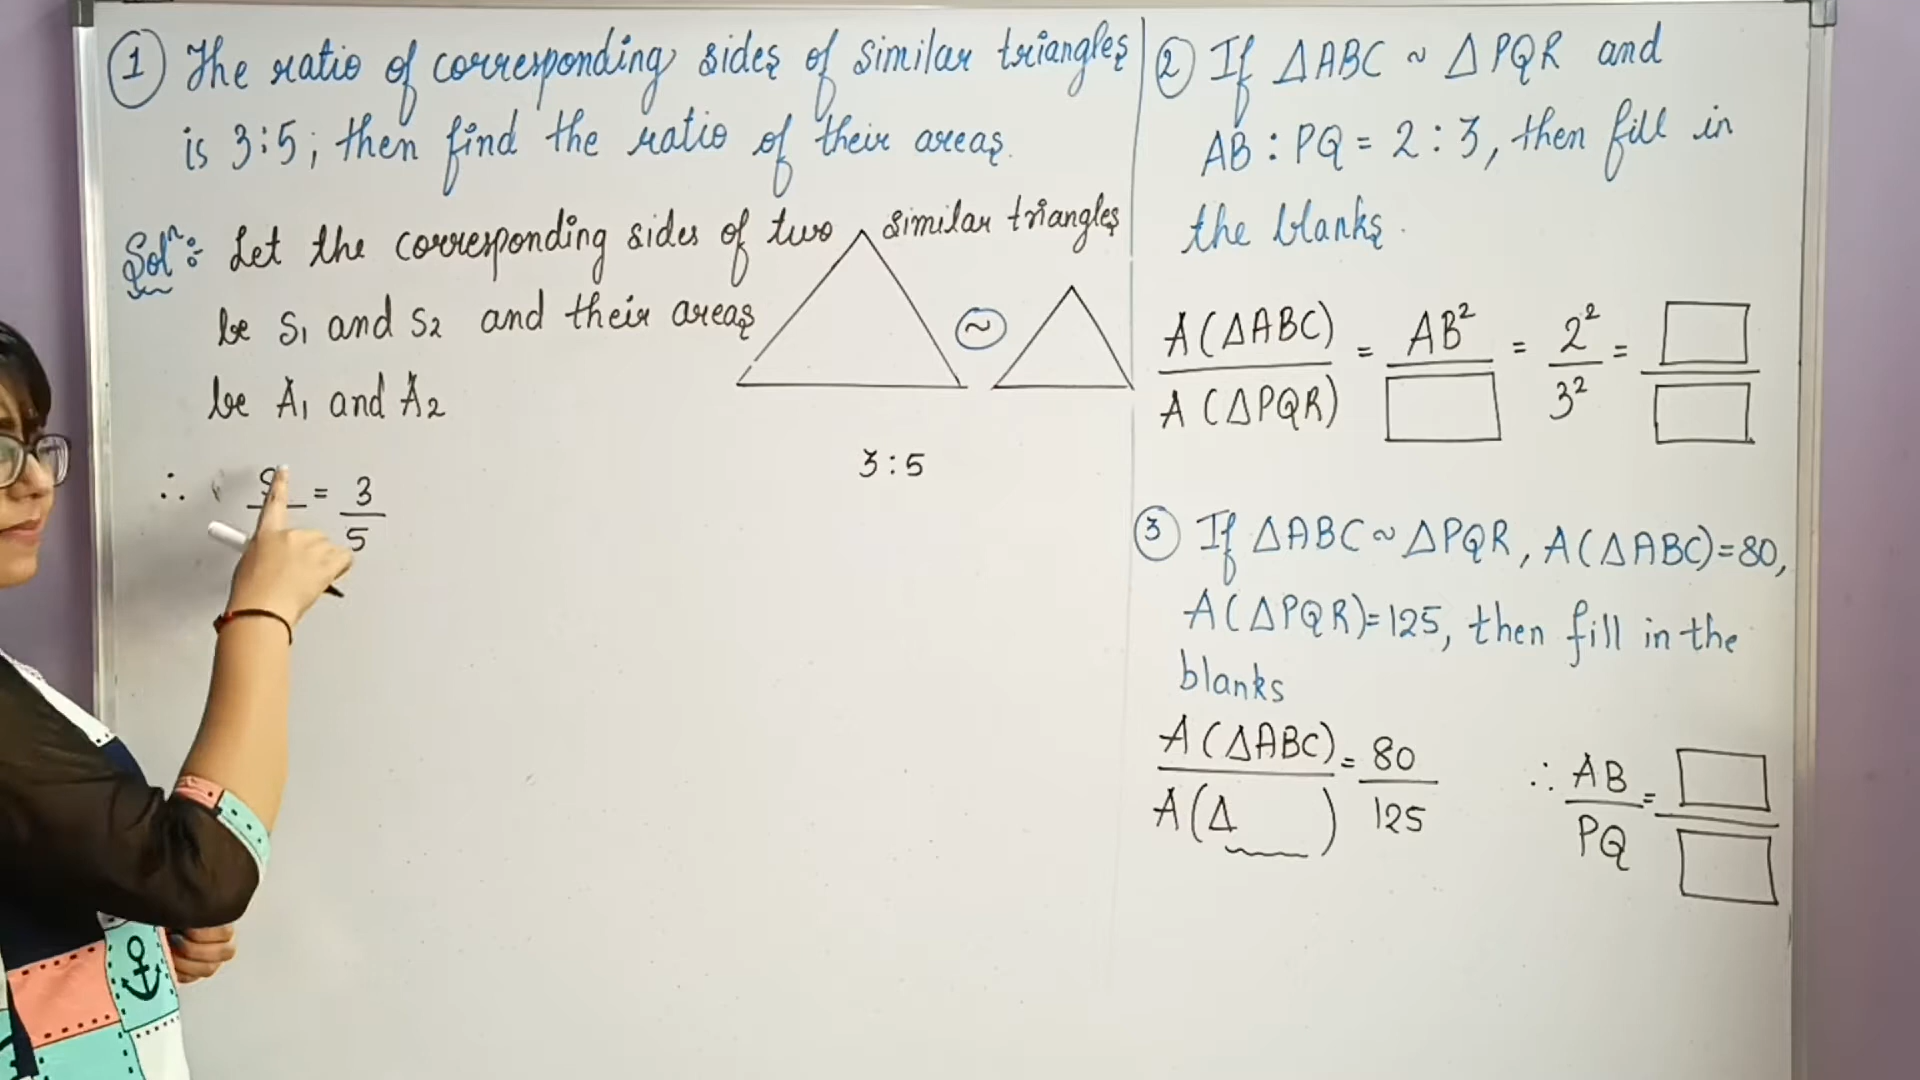 ① The ratio of corresponding sides of similar triangles
is 3:5; then find the ratio of their areas.
Solⁿ: Let the corresponding sides of two similar triangles
be S₁ and S₂ and their areas
be A₁ and A₂
~
3:5
∴ S = 3/5
② If ΔABC ~ ΔPQR and
AB : PQ = 2 : 3, then fill in
the blanks.
A(ΔABC)/A(ΔPQR) = AB²/□ = 2²/3² = □/□
③ If ΔABC ~ ΔPQR, A(ΔABC)=80,
A(ΔPQR)=125, then fill in the
blanks
A(ΔABC)/A(Δ____) = 80/125 ∴ AB/PQ = □/□